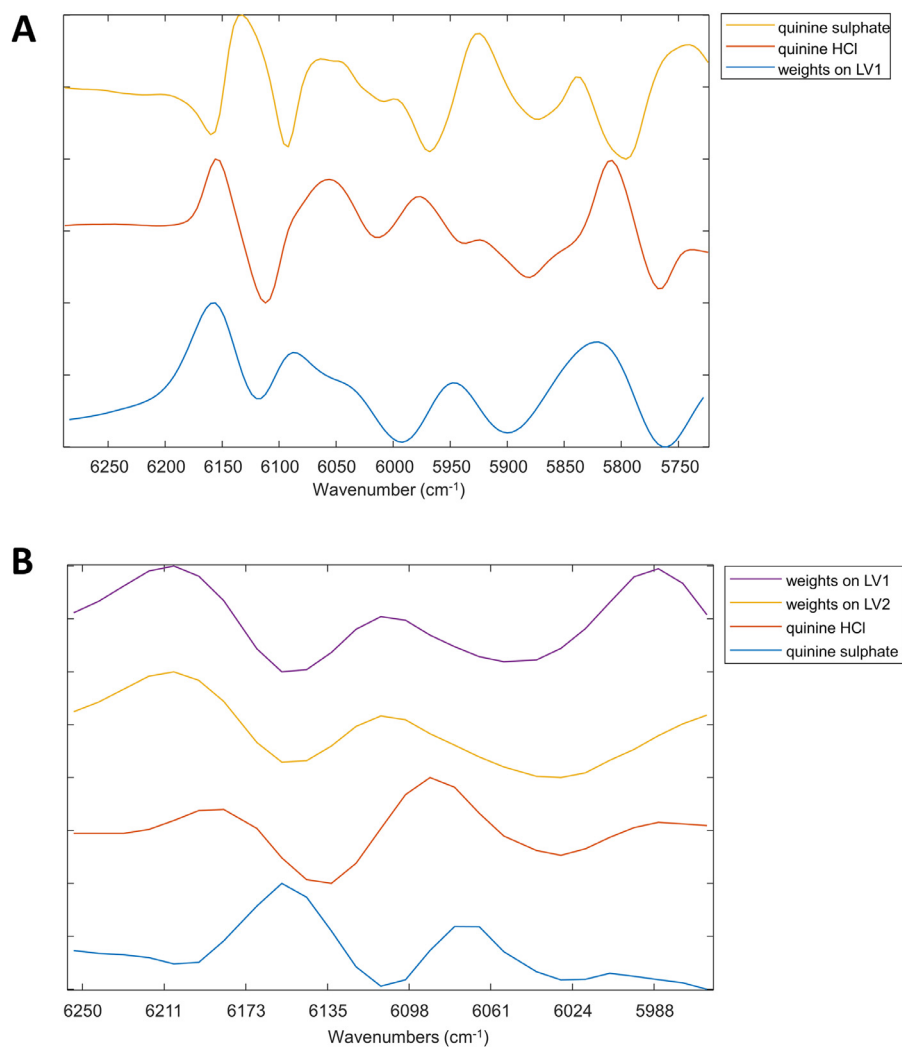 A
quinine sulphate
quinine HCl
weights on LV1
6250 6200 6150 6100 6050 6000 5950 5900 5850 5800 5750
Wavenumber (cm-1)
B
weights on LV1
weights on LV2
quinine HCl
quinine sulphate
6250 6211 6173 6135 6098 6061 6024 5988
Wavenumbers (cm-1)